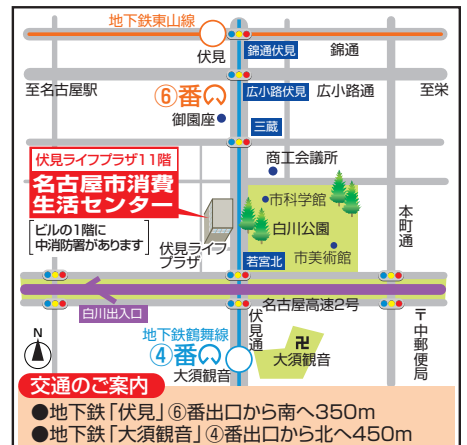 地下鉄東山線
伏見
錦通伏見
錦通
至名古屋駅
⑥番
広小路伏見
広小路通
至栄
御園座
三蔵
伏見ライフプラザ11階
名古屋市消費
生活センター
ビルの1階に
中消防署があります
伏見ライフ
プラザ
商工会議所
市科学館
白川公園
市美術館
本町通
若宮北
白川出入口
名古屋高速2号
伏見通
〒中郵便局
N
地下鉄鶴舞線
④番
大須観音
卍
大須観音
交通のご案内
●地下鉄「伏見」⑥番出口から南へ350m
●地下鉄「大須観音」④番出口から北へ450m